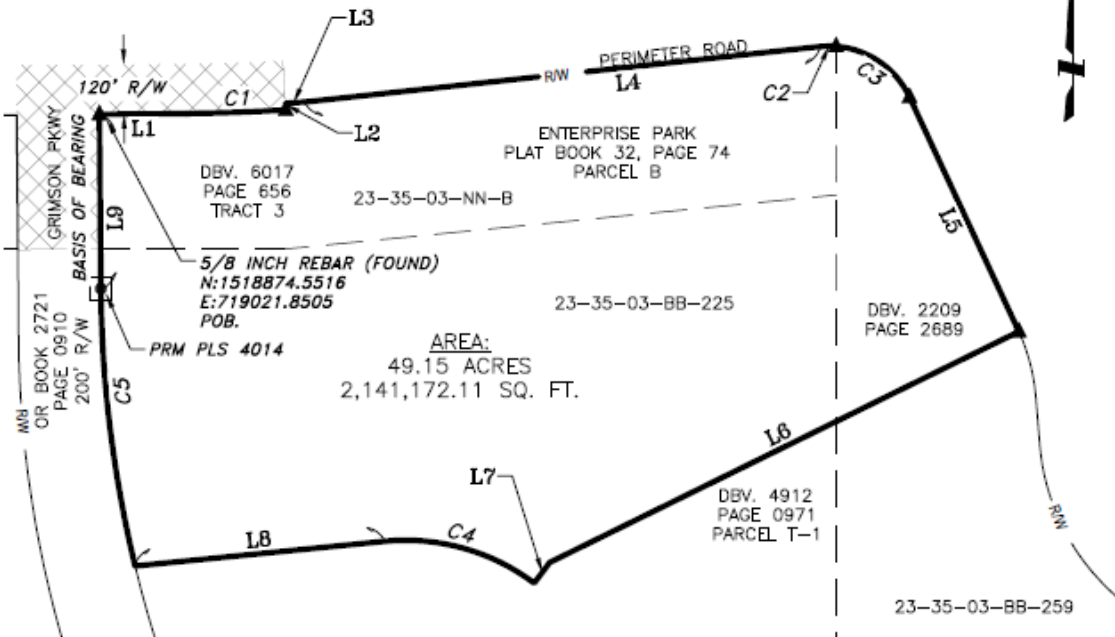 L3
PERIMETER ROAD
R/W
L4
C2
C3
120' R/W
C1
L1
L2
ENTERPRISE PARK
PLAT BOOK 32, PAGE 74
PARCEL B
GRIMSON PKWY
BASIS OF BEARING
L9
DBV. 6017
PAGE 656
TRACT 3
23-35-03-NN-B
L5
5/8 INCH REBAR (FOUND)
N:1518874.5516
E:719021.8505
POB.
23-35-03-BB-225
DBV. 2209
PAGE 2689
PRM PLS 4014
OR BOOK 2721
PAGE 0910
200' R/W
R/W
C5
AREA:
49.15 ACRES
2,141,172.11 SQ. FT.
L6
L7
DBV. 4912
PAGE 0971
PARCEL T-1
R/W
L8
C4
23-35-03-BB-259